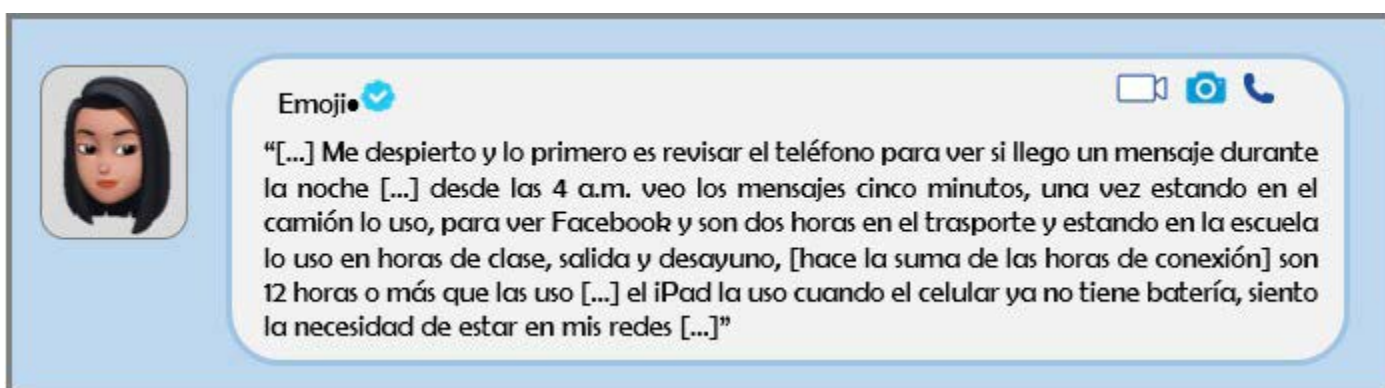 Emoji•
“[...] Me despierto y lo primero es revisar el teléfono para ver si llego un mensaje durante
la noche [...] desde las 4 a.m. veo los mensajes cinco minutos, una vez estando en el
camión lo uso, para ver Facebook y son dos horas en el trasporte y estando en la escuela
lo uso en horas de clase, salida y desayuno, [hace la suma de las horas de conexión] son
12 horas o más que las uso [...] el iPad la uso cuando el celular ya no tiene batería, siento
la necesidad de estar en mis redes [...]”